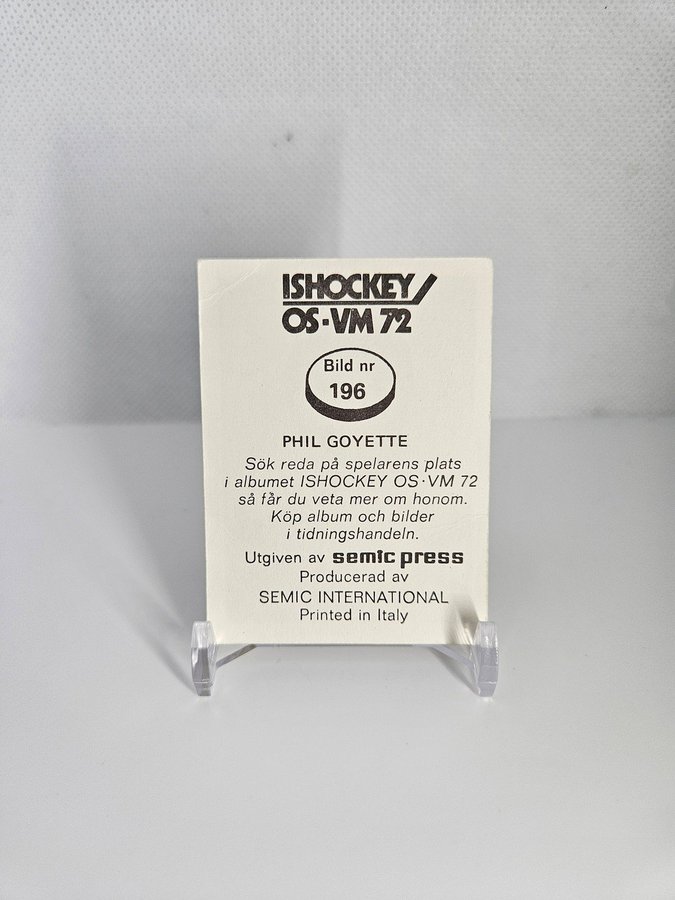 ISHOCKEY
OS·VM 72
Bild nr
196
PHIL GOYETTE
Sök reda på spelarens plats
i albumet ISHOCKEY OS·VM 72
så får du veta mer om honom.
Köp album och bilder
i tidningshandeln.
Utgiven av semic press
Producerad av
SEMIC INTERNATIONAL
Printed in Italy